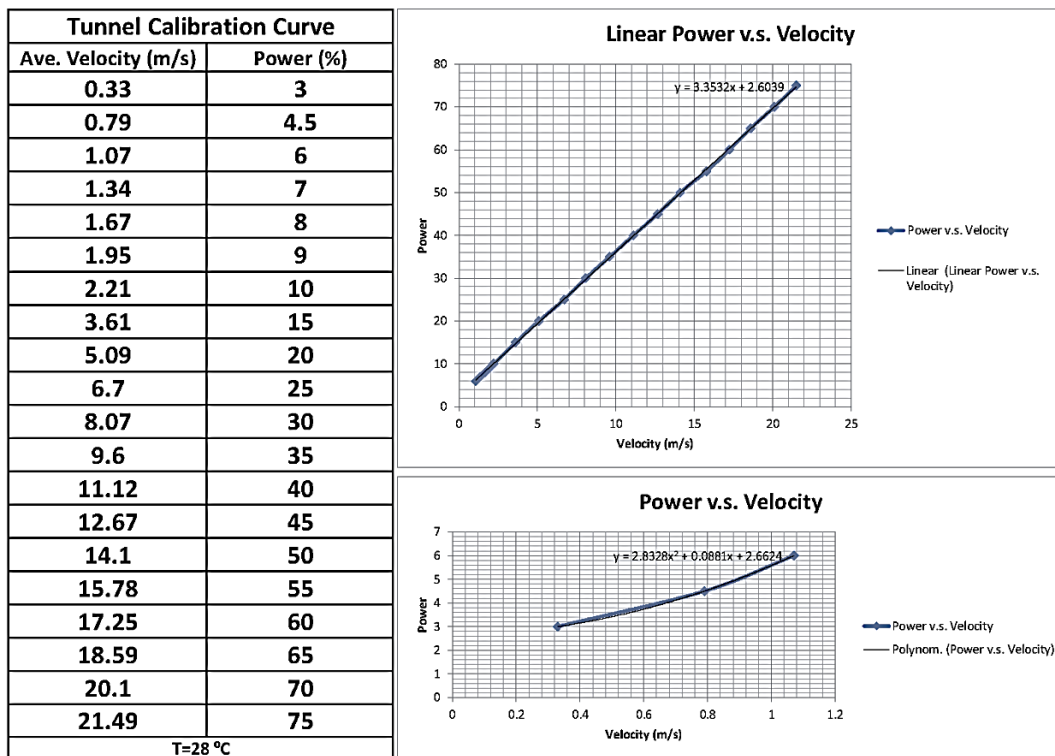 Tunnel Calibration Curve
Ave. Velocity (m/s) Power (%)
0.33 3
0.79 4.5
1.07 6
1.34 7
1.67 8
1.95 9
2.21 10
3.61 15
5.09 20
6.7 25
8.07 30
9.6 35
11.12 40
12.67 45
14.1 50
15.78 55
17.25 60
18.59 65
20.1 70
21.49 75
T=28 ⁰C
Linear Power v.s. Velocity
80
70
60
50
40
30
20
10
0
Power
y = 3.3532x + 2.6039
0 5 10 15 20 25
Velocity (m/s)
Power v.s. Velocity
Linear (Linear Power v.s.
Velocity)
Power v.s. Velocity
7
6
5
4
3
2
1
0
Power
y = 2.8328x² + 0.0881x + 2.6624
0 0.2 0.4 0.6 0.8 1 1.2
Velocity (m/s)
Power v.s. Velocity
Polynom. (Power v.s. Velocity)